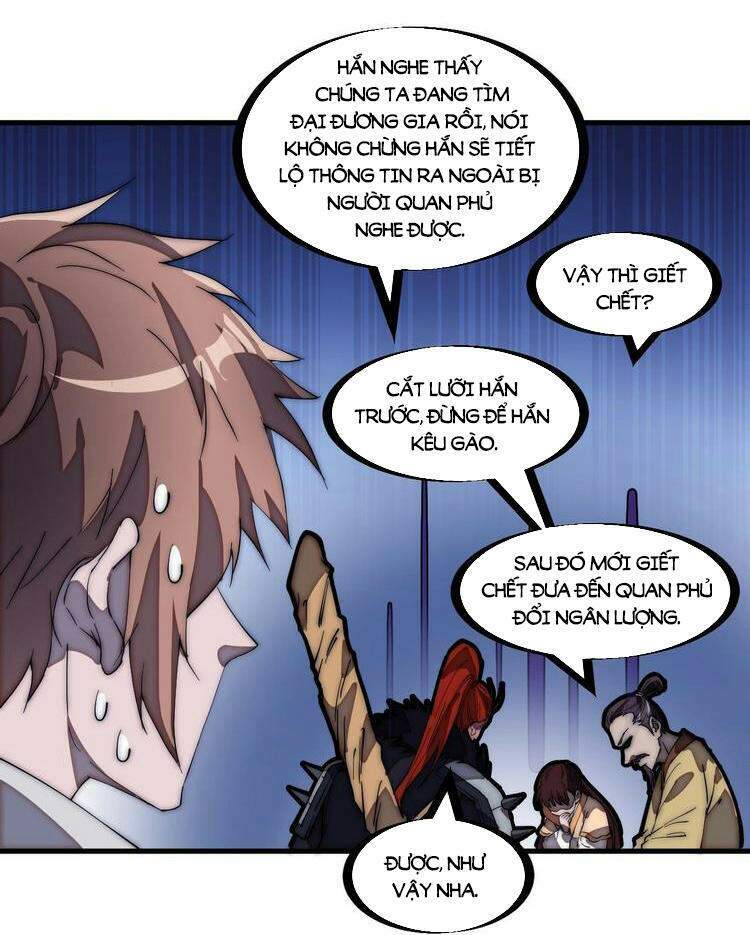 HẮN NGHE THẤY
CHÚNG TA ĐANG TÌM
ĐẠI ĐƯƠNG GIA RỒI, NÓI
KHÔNG CHỪNG HẮN SẼ TIẾT
LỘ THÔNG TIN RA NGOÀI BỊ
NGƯỜI QUAN PHỦ
NGHE ĐƯỢC.
VẬY THÌ GIẾT
CHẾT?
CẮT LƯỠI HẮN
TRƯỚC, ĐỪNG ĐỂ HẮN
KÊU GÀO.
SAU ĐÓ MỚI GIẾT
CHẾT ĐƯA ĐẾN QUAN PHỦ
ĐỔI NGÂN LƯỢNG.
ĐƯỢC, NHƯ
VẬY NHA.